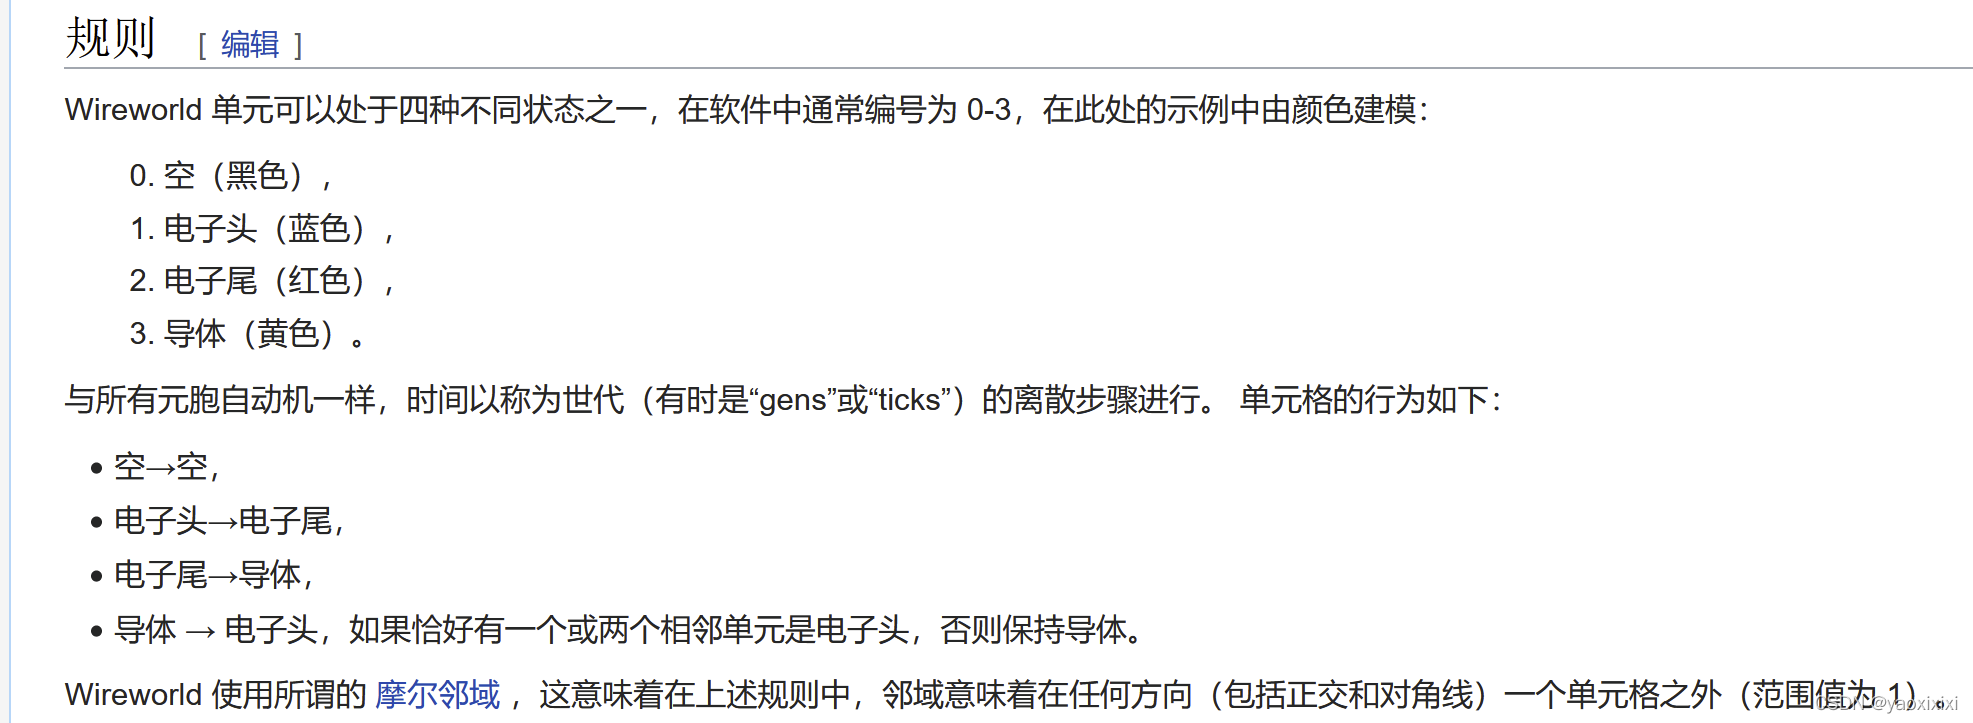 规则 [ 编辑 ]
Wireworld 单元可以处于四种不同状态之一，在软件中通常编号为 0-3，在此处的示例中由颜色建模：
0. 空（黑色），
1. 电子头（蓝色），
2. 电子尾（红色），
3. 导体（黄色）。
与所有元胞自动机一样，时间以称为世代（有时是“gens”或“ticks”）的离散步骤进行。 单元格的行为如下：
• 空→空，
• 电子头→电子尾，
• 电子尾→导体，
• 导体 → 电子头，如果恰好有一个或两个相邻单元是电子头，否则保持导体。
Wireworld 使用所谓的 摩尔邻域 ，这意味着在上述规则中，邻域意味着在任何方向（包括正交和对角线）一个单元格之外（范围值为 1）。
CSDN @yaoxixixi